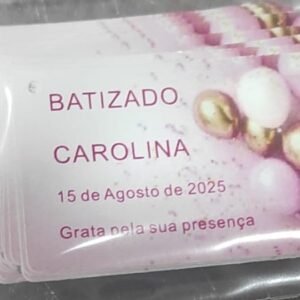 BATIZADO
CAROLINA
15 de Agosto de 2025
Grata pela sua presença